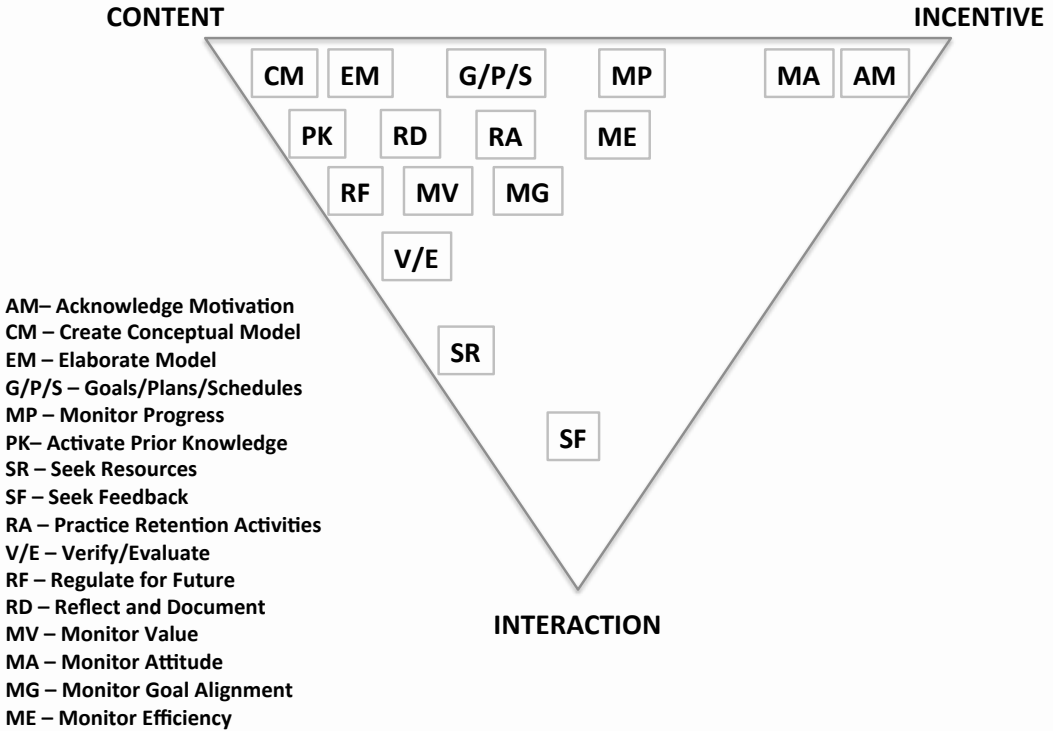 CONTENT INCENTIVE
CM EM G/P/S MP MA AM
PK RD RA ME
RF MV MG
V/E
SR
SF
INTERACTION
AM– Acknowledge Motivation
CM – Create Conceptual Model
EM – Elaborate Model
G/P/S – Goals/Plans/Schedules
MP – Monitor Progress
PK– Activate Prior Knowledge
SR – Seek Resources
SF – Seek Feedback
RA – Practice Retention Activities
V/E – Verify/Evaluate
RF – Regulate for Future
RD – Reflect and Document
MV – Monitor Value
MA – Monitor Attitude
MG – Monitor Goal Alignment
ME – Monitor Efficiency